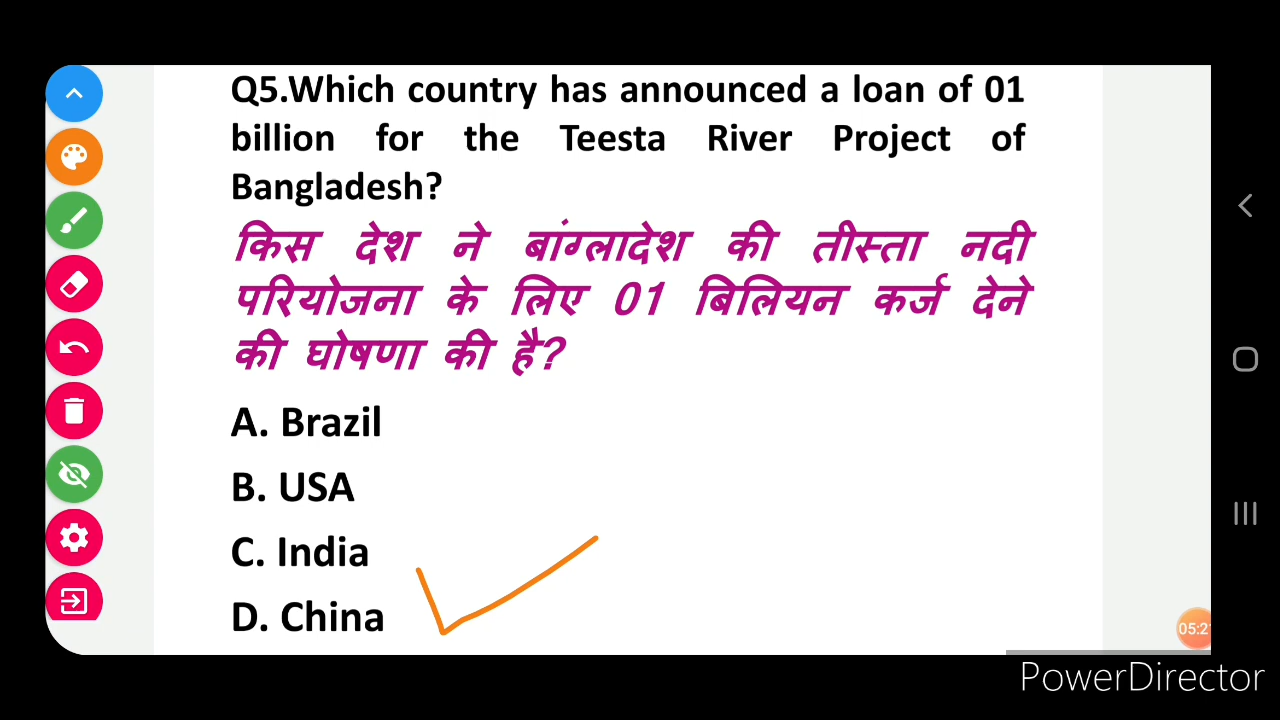 Q5.Which country has announced a loan of 01
billion for the Teesta River Project of
Bangladesh?
किस देश ने बांग्लादेश की तीस्ता नदी
परियोजना के लिए 01 बिलियन कर्ज देने
की घोषणा की है?
A. Brazil
B. USA
C. India
D. China
PowerDirector